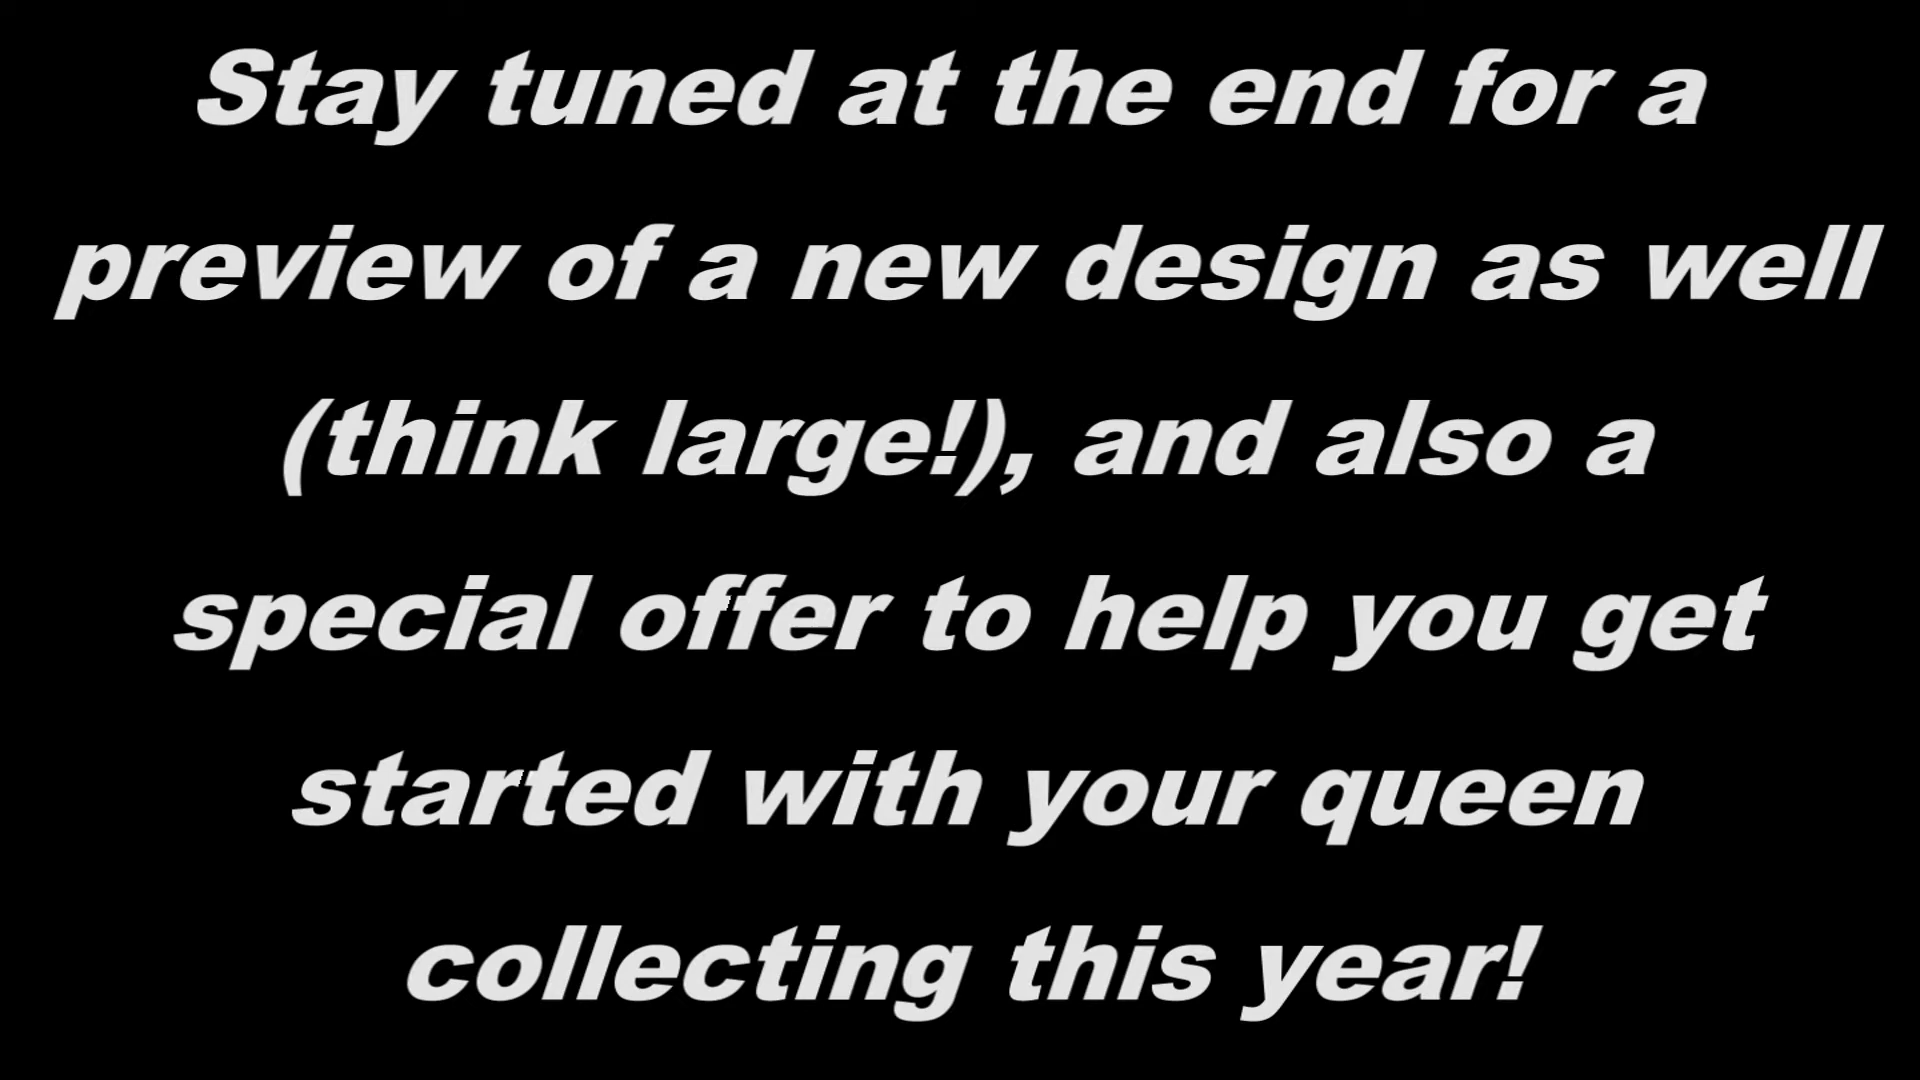 Stay tuned at the end for a
preview of a new design as well
(think large!), and also a
special offer to help you get
started with your queen
collecting this year!